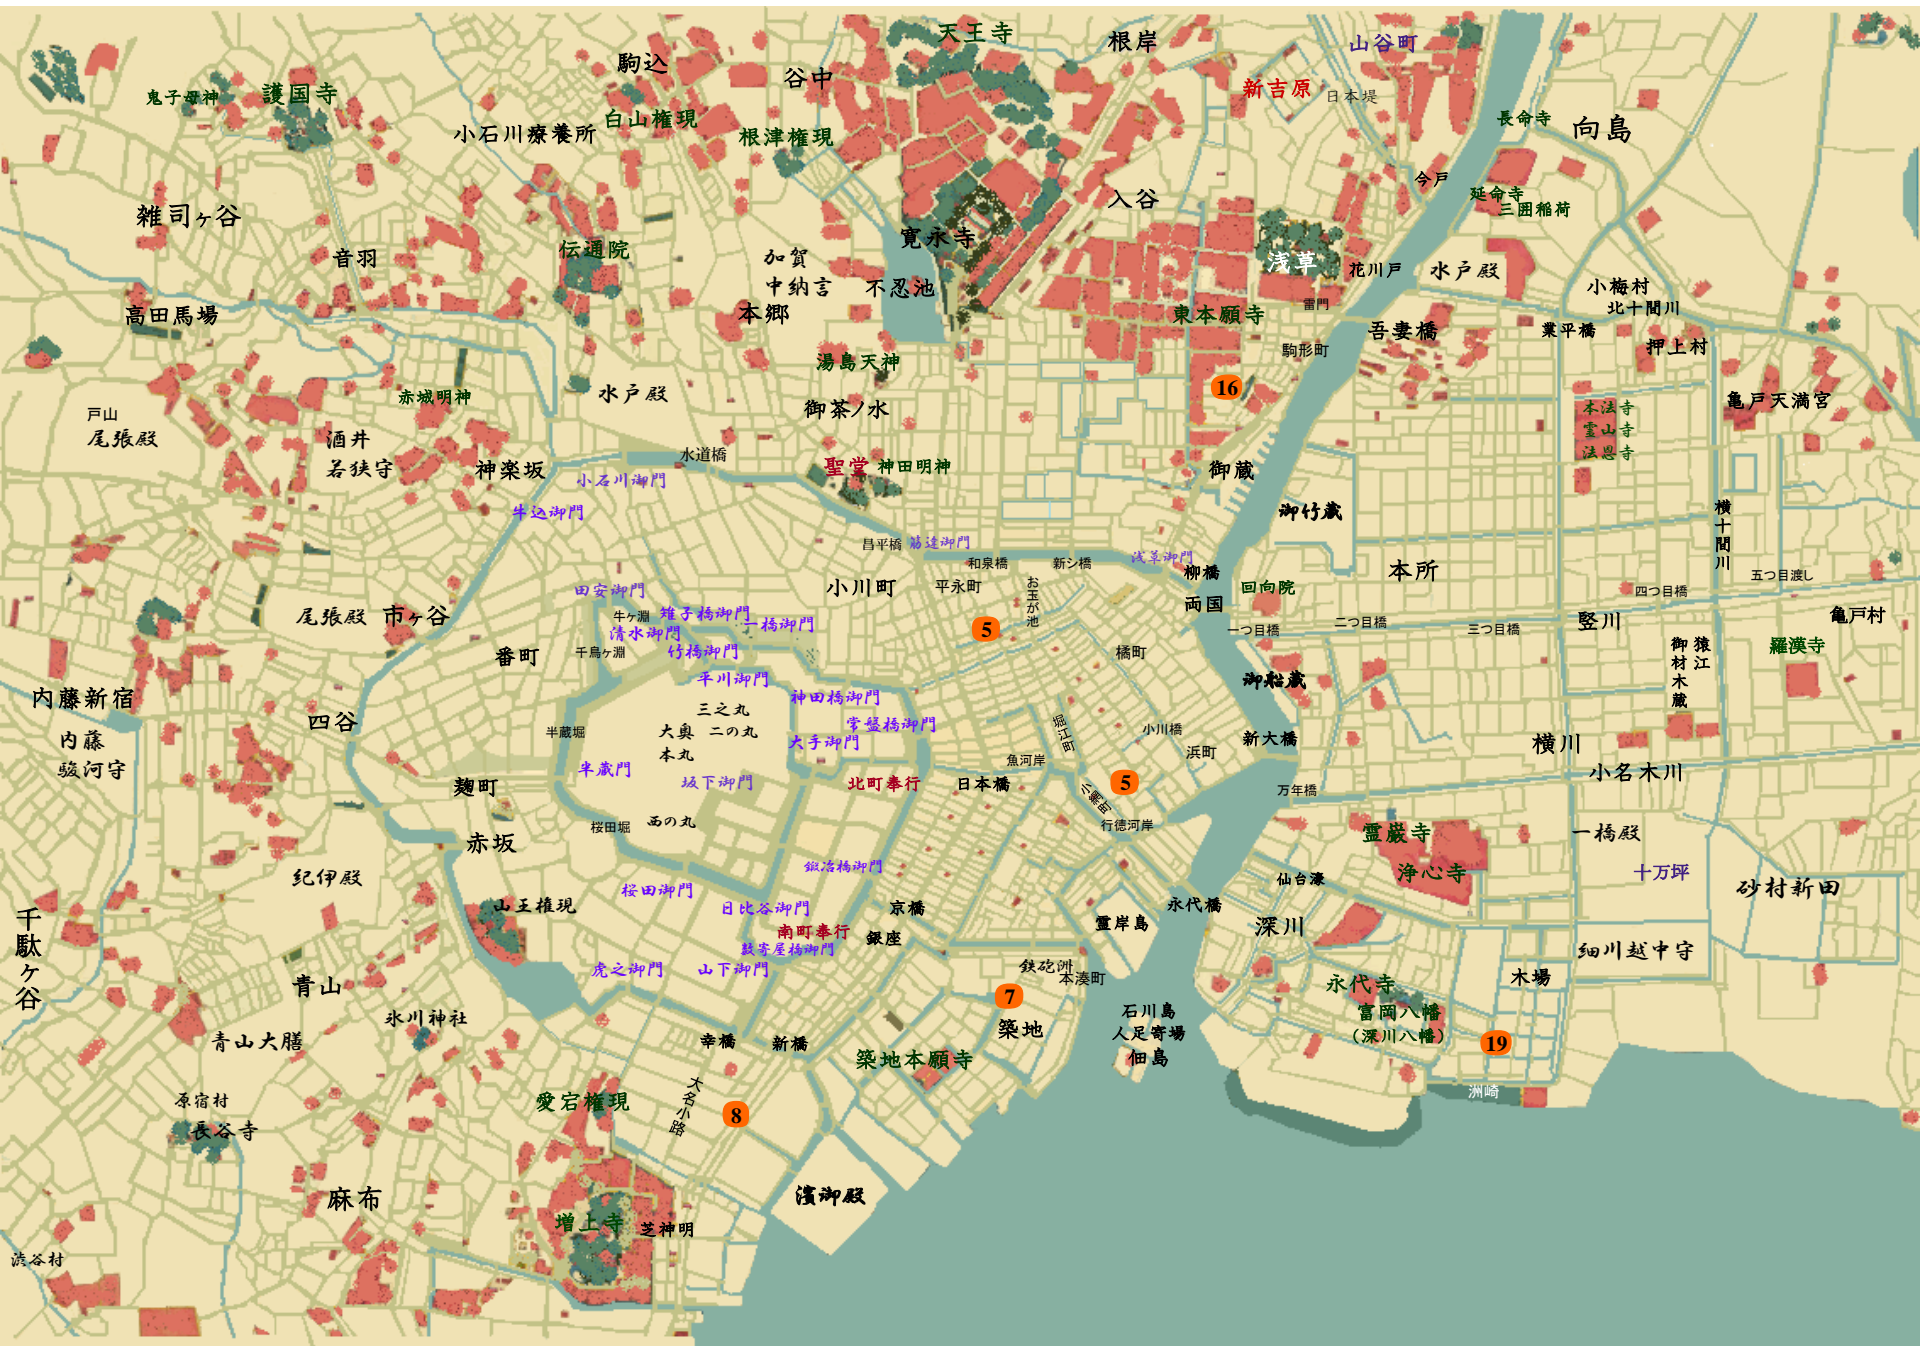 天王寺
根岸
山谷町
駒込
谷中
鬼子母神
護国寺
新吉原
日本堤
小石川療養所
白山権現
根津権現
長命寺
向島
今戸
延命寺
三囲稲荷
雑司ヶ谷
入谷
音羽
伝通院
寛永寺
浅草
花川戸
水戸殿
加賀
中納言
不忍池
小梅村
北十間川
高田馬場
本郷
東本願寺
雷門
吾妻橋
業平橋
押上村
駒形町
湯島天神
16
赤城明神
水戸殿
御茶ノ水
亀戸天満宮
本法寺
霊山寺
法恩寺
戸山
尾張殿
酒井
若狭守
神楽坂
水道橋
聖堂
神田明神
御蔵
小石川御門
牛込御門
御竹蔵
横十間川
昌平橋
筋違御門
和泉橋
新シ橋
浅草御門
柳橋
本所
五つ目渡し
田安御門
小川町
平永町
お玉が池
両国
回向院
四つ目橋
尾張殿
市ヶ谷
牛ヶ淵
雉子橋御門
一橋御門
清水御門
5
一つ目橋
二つ目橋
三つ目橋
竪川
亀戸村
番町
千鳥ヶ淵
竹橋御門
橘町
猿江
御材木蔵
羅漢寺
平川御門
御船蔵
内藤新宿
神田橋御門
四谷
三之丸
大奥
二の丸
常盤橋御門
半蔵堀
大手御門
本丸
堀江町
小川橋
新大橋
横川
内藤
駿河守
半蔵門
坂下御門
北町奉行
日本橋
魚河岸
5
浜町
小名木川
麹町
小網町
万年橋
桜田堀
西の丸
行徳河岸
霊巌寺
一橋殿
赤坂
鍛冶橋御門
浄心寺
十万坪
砂村新田
紀伊殿
桜田御門
日比谷御門
京橋
仙台濠
山王権現
南町奉行
銀座
霊岸島
永代橋
深川
千駄ヶ谷
数寄屋橋御門
細川越中守
虎之御門
山下御門
鉄砲洲
本湊町
木場
青山
7
永代寺
石川島
人足寄場
佃島
富岡八幡
(深川八幡)
氷川神社
築地
青山大膳
幸橋
新橋
築地本願寺
19
原宿村
愛宕権現
大名小路
8
洲崎
長谷寺
麻布
濱御殿
増上寺
芝神明
渋谷村